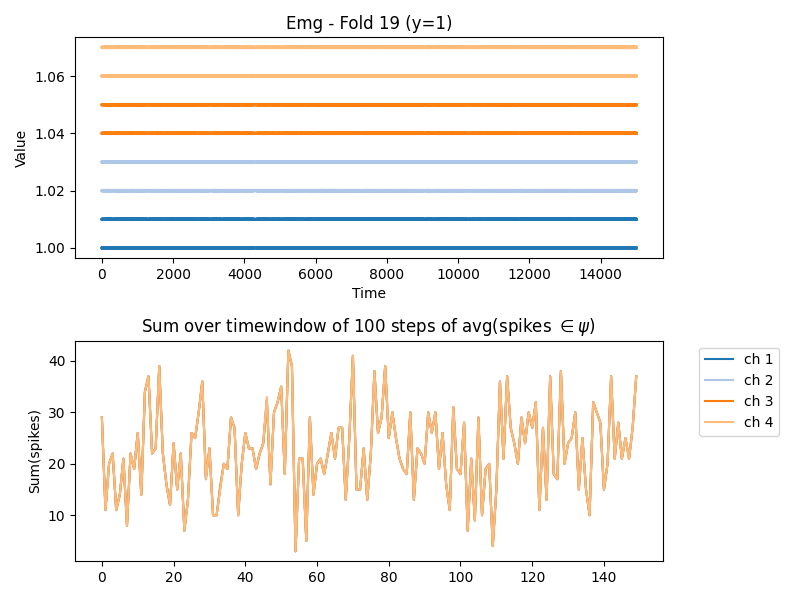 Emg - Fold 19 (y=1)
Value
1.06
1.04
1.02
1.00
0 2000 4000 6000 8000 10000 12000 14000
Time
Sum over timewindow of 100 steps of avg(spikes ∈ψ)
Sum(spikes)
40
30
20
10
0 20 40 60 80 100 120 140
ch 1
ch 2
ch 3
ch 4